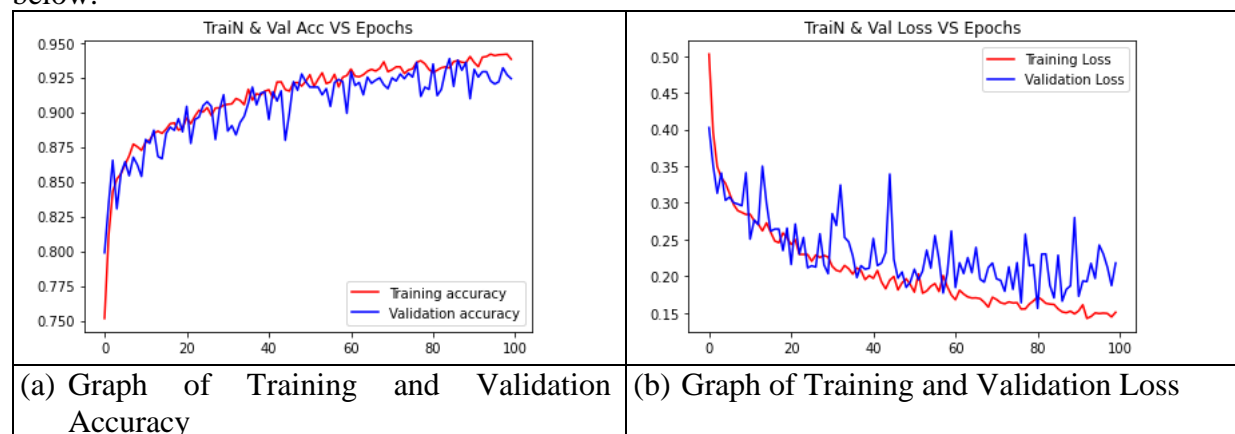 below.
TraiN & Val Acc VS Epochs
0.950
0.925
0.900
0.875
0.850
0.825
0.800
0.775
0.750
Training accuracy
Validation accuracy
0 20 40 60 80 100
TraiN & Val Loss VS Epochs
0.50
0.45
0.40
0.35
0.30
0.25
0.20
0.15
Training Loss
Validation Loss
0 20 40 60 80 100
(a) Graph of Training and Validation
Accuracy
(b) Graph of Training and Validation Loss